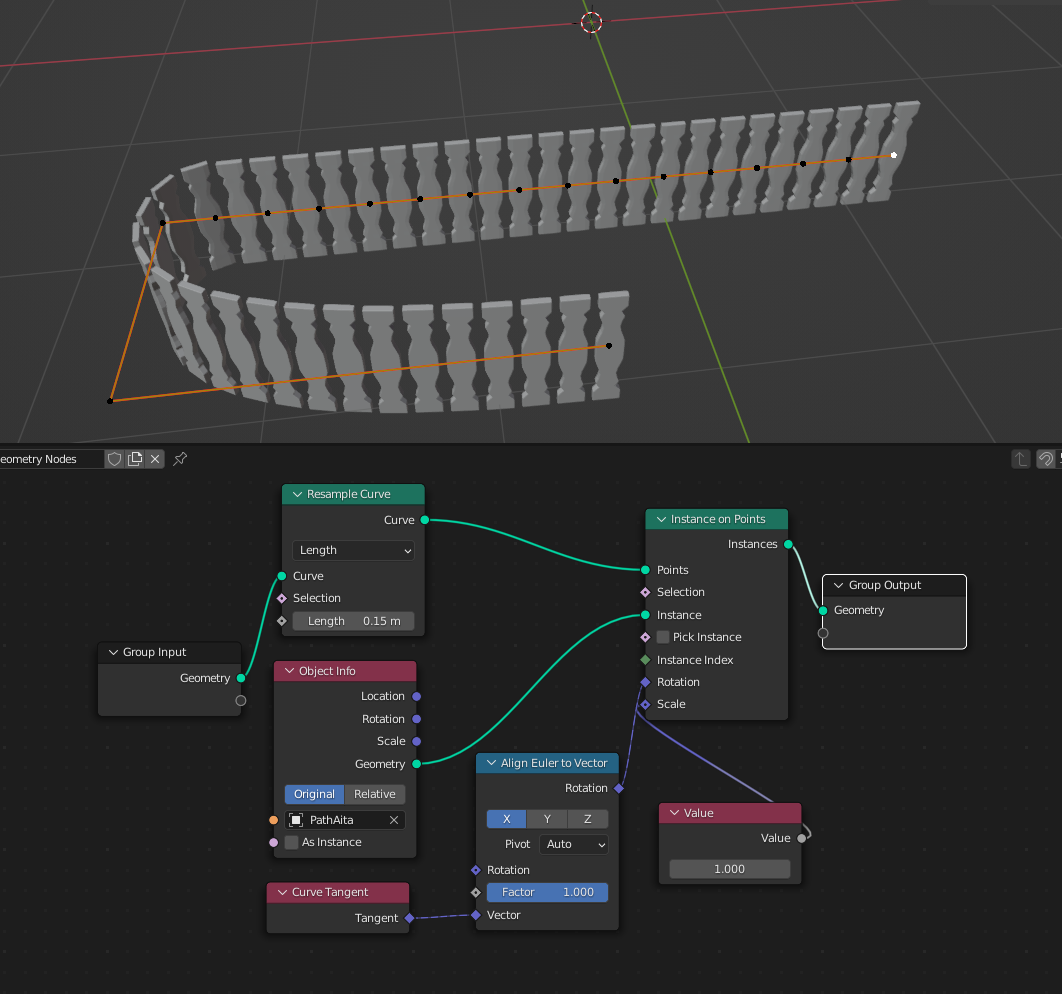 eometry Nodes
Resample Curve
Curve
Length
Curve
Selection
Length 0.15 m
Group Input
Geometry
Object Info
Location
Rotation
Scale
Geometry
Original Relative
PathAita
As Instance
Curve Tangent
Tangent
Align Euler to Vector
Rotation
X Y Z
Pivot Auto
Rotation
Factor 1.000
Vector
Instance on Points
Instances
Points
Selection
Instance
Pick Instance
Instance Index
Rotation
Scale
Value
Value
1.000
Group Output
Geometry